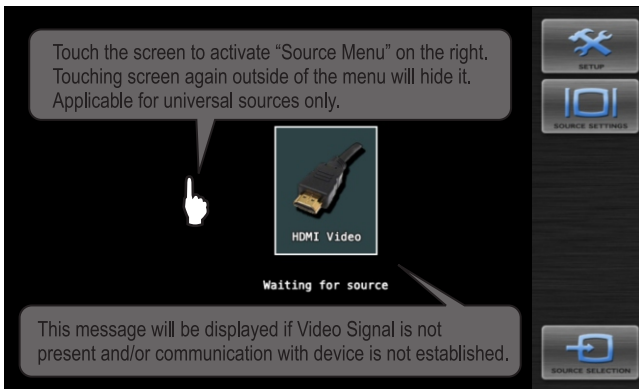 Touch the screen to activate “Source Menu” on the right.
Touching screen again outside of the menu will hide it.
Applicable for universal sources only.
SETUP
SOURCE SETTINGS
HDMI Video
Waiting for source
This message will be displayed if Video Signal is not
present and/or communication with device is not established.
SOURCE SELECTION